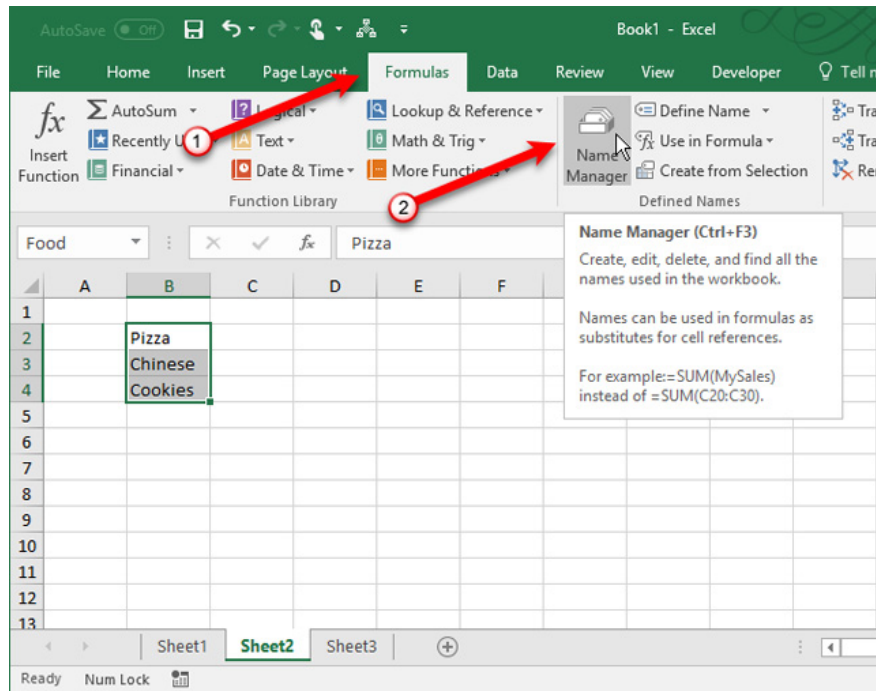 AutoSave Off Book1 - Excel
File Home Insert Page Layout Formulas Data Review View Developer Tell
fx
Insert
Function
AutoSum
Recently
Financial
Text
Date & Time
Lookup & Reference
Math & Trig
More
Function Library
Name
Manager
Define Name
Use in Formula
Create from Selection
Defined Names
1
2
Food fx Pizza
Name Manager (Ctrl+F3)
Create, edit, delete, and find all the
names used in the workbook.
Names can be used in formulas as
substitutes for cell references.
For example:=SUM(MySales)
instead of =SUM(C20:C30).
A B C D E F
1
2 Pizza
3 Chinese
4 Cookies
5
6
7
8
9
10
11
12
13
Sheet1 Sheet2 Sheet3
Ready Num Lock